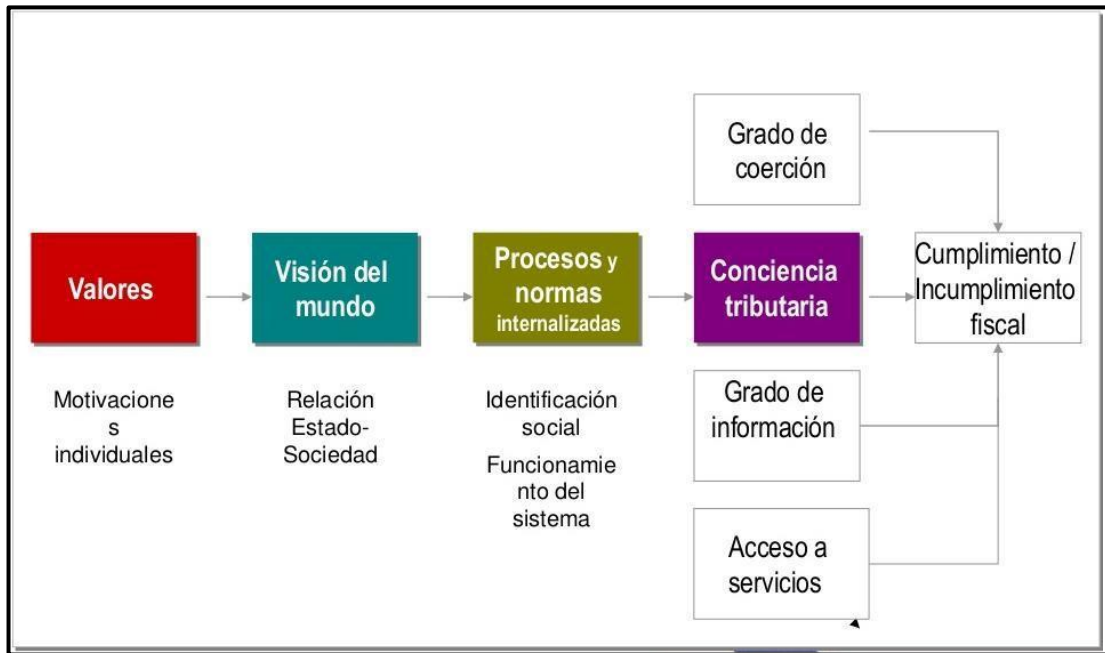 Grado de
coerción
Valores
Visión del
mundo
Procesos y
normas
internalizadas
Conciencia
tributaria
Cumplimiento /
Incumplimiento
fiscal
Motivacione
s
individuales
Relación
Estado-
Sociedad
Identificación
social
Funcionamie
nto del
sistema
Grado de
información
Acceso a
servicios